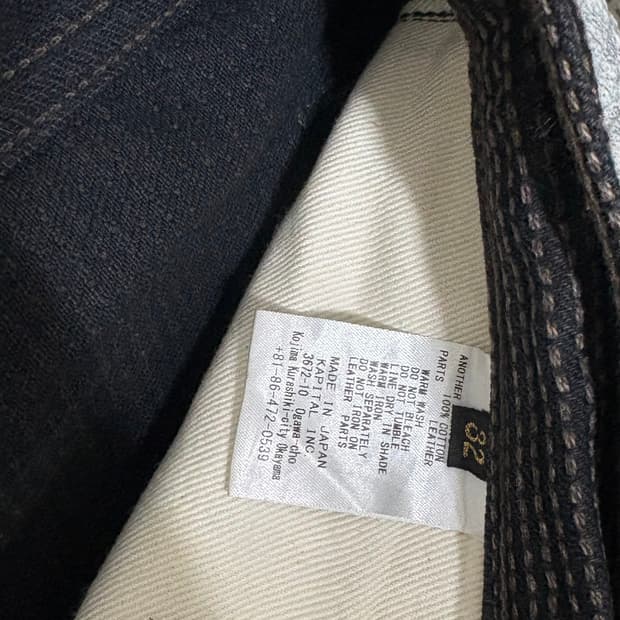 ANOTHER
PARTS 100% COTTON
LEATHER
WARM WASH
DO NOT BLEACH
DO NOT TUMBLE
LINE DRY IN SHADE
WARM IRON
WASH SEPARATELY
DO NOT IRON ON
LEATHER PARTS
MADE IN JAPAN
KAPITAL INC
3672-10 Ogawa-cho
Kojima Kurashiki-city Okayama
+81-86-472-0539
32